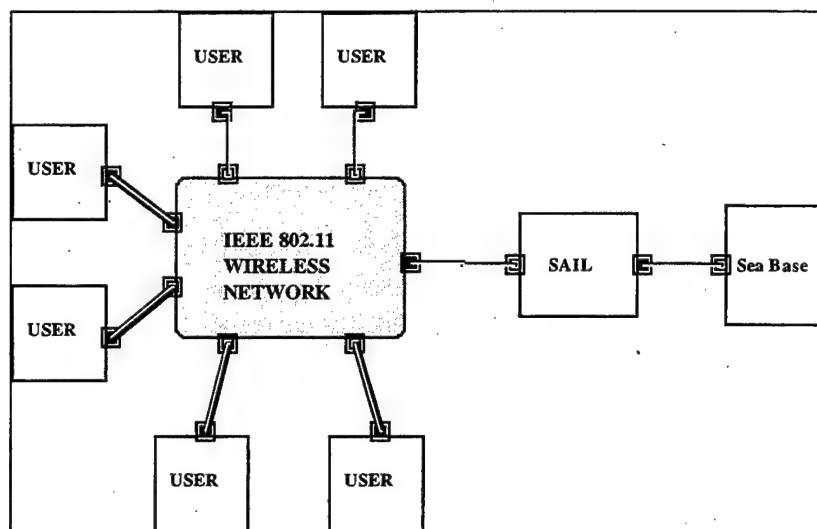 USER
USER
USER
IEEE 802.11
WIRELESS
NETWORK
SAIL
Sea Base
USER
USER
USER